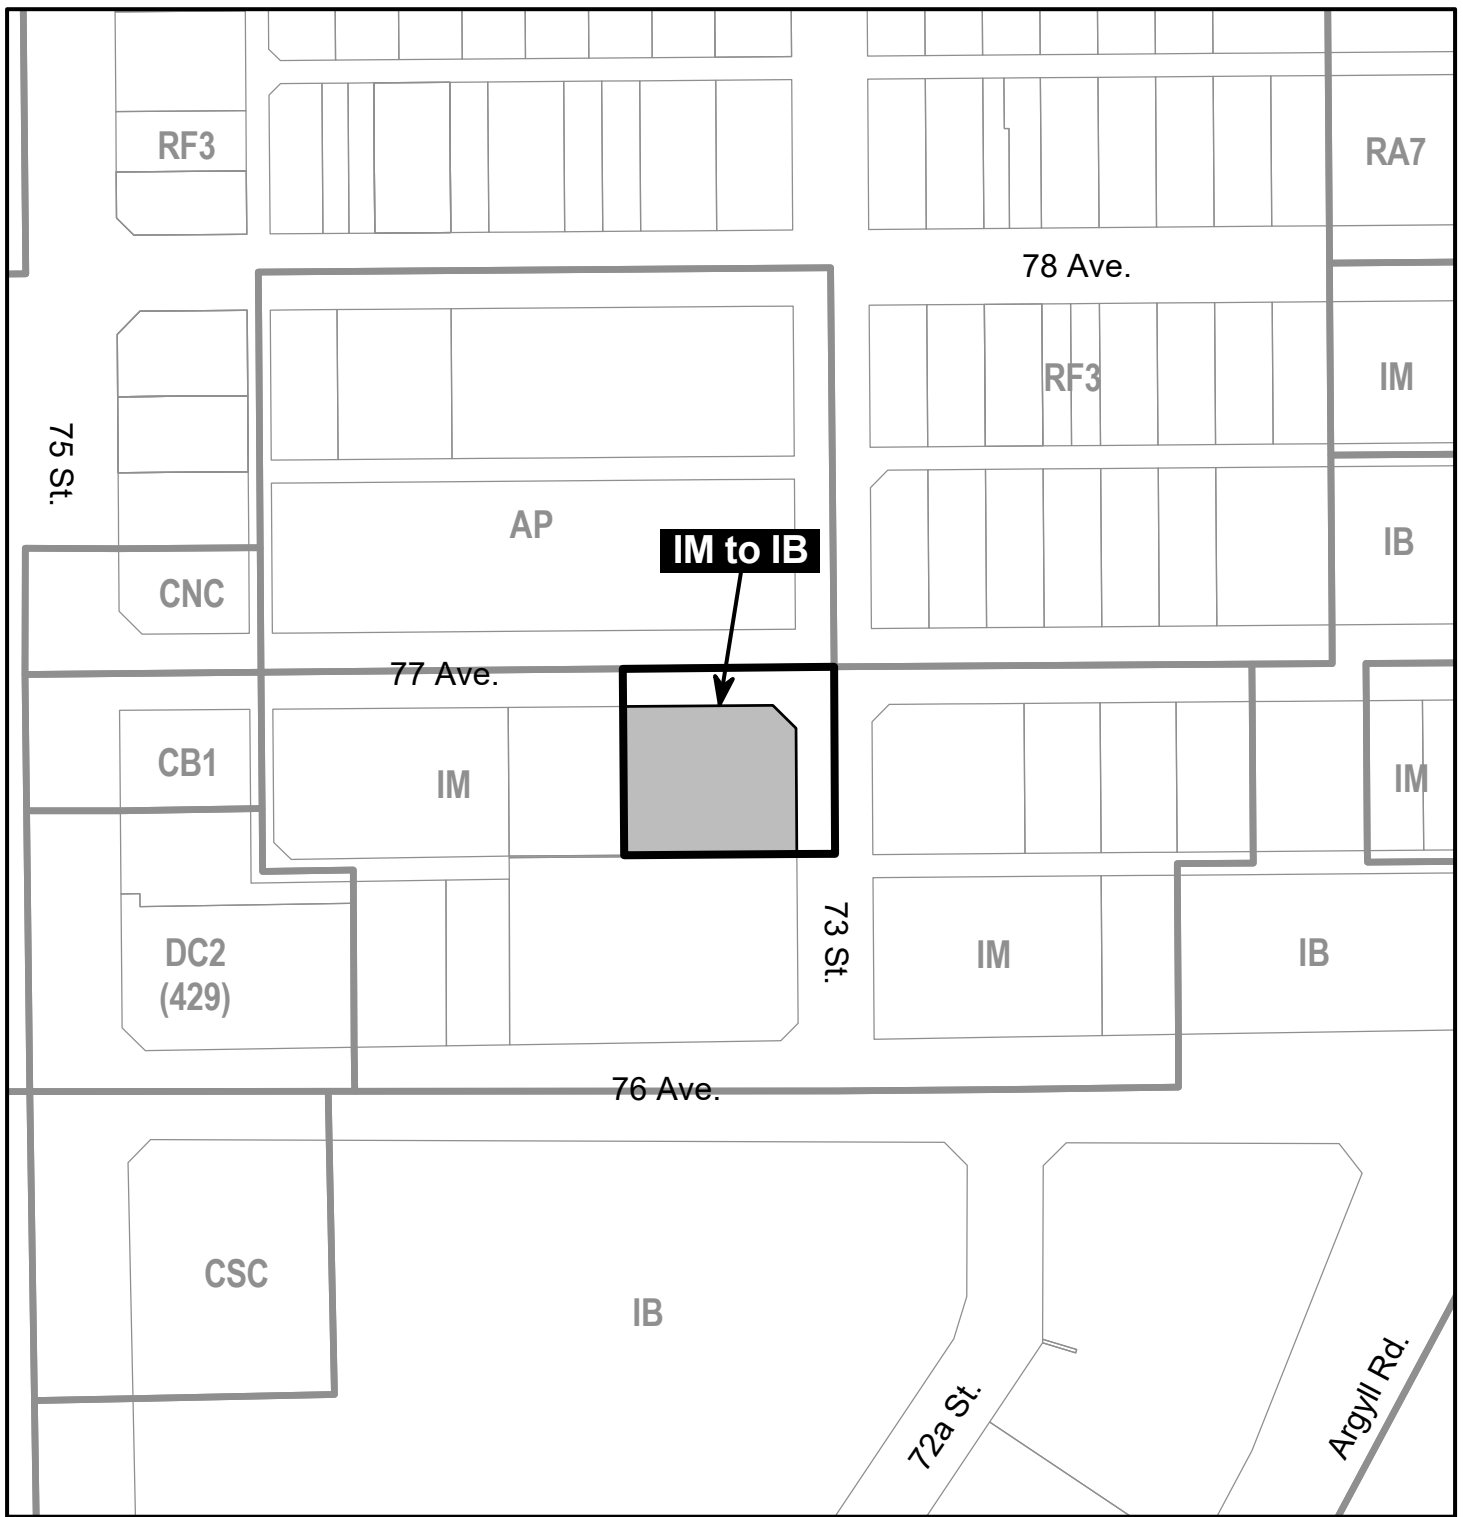 RF3
RA7
78 Ave.
RF3
IM
75 St.
AP
IM to IB
IB
CNC
77 Ave.
CB1
IM
IM
73 St.
DC2
(429)
IM
IB
76 Ave.
CSC
IB
72a St.
Argyll Rd.